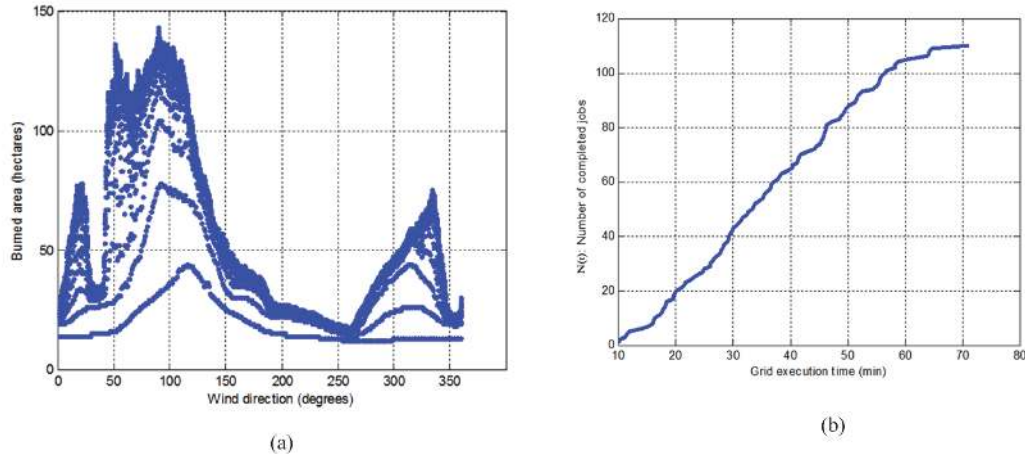 150
100
50
0
Burned area (hectares)
0 50 100 150 200 250 300 350
Wind direction (degrees)
(a)
120
100
80
60
40
20
0
N(t): Number of completed jobs
10 20 30 40 50 60 70 80
Grid execution time (min)
(b)